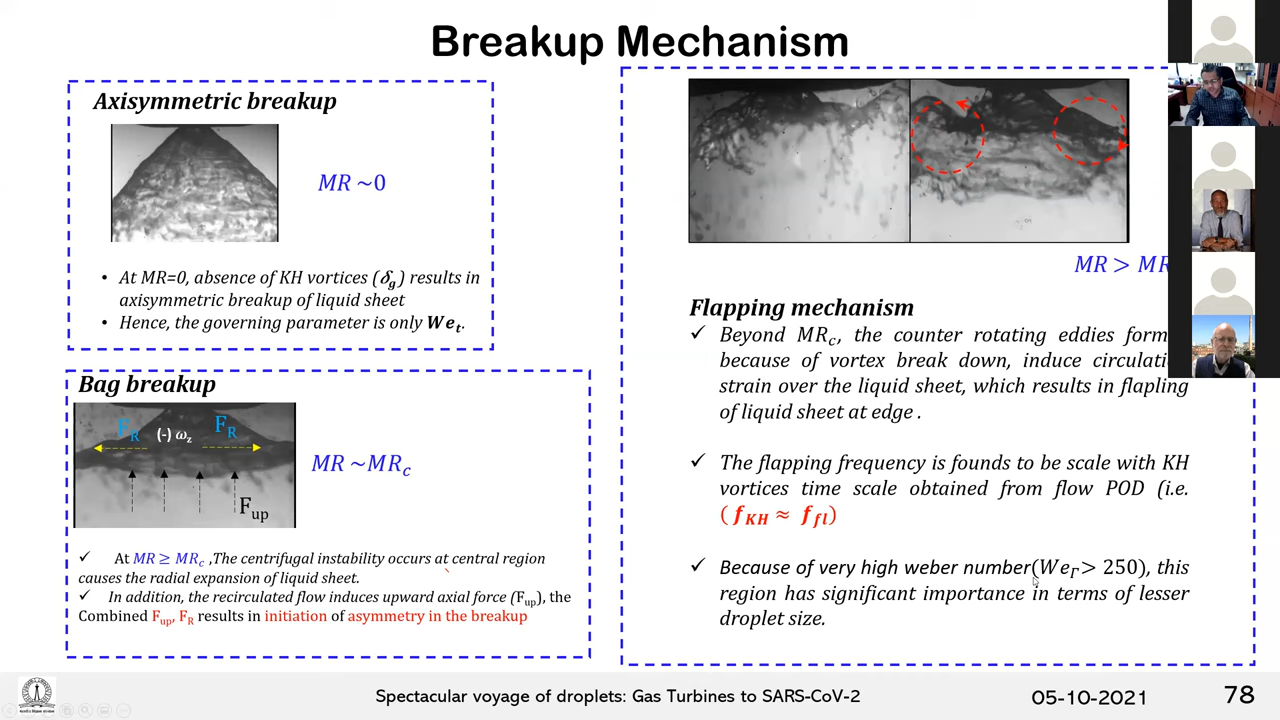 Breakup Mechanism
Axisymmetric breakup
MR ~0
• At MR=0, absence of KH vortices (δg) results in
axisymmetric breakup of liquid sheet
• Hence, the governing parameter is only Wet.
Bag breakup
FR (-) ωz FR
Fup
MR ~MRc
✓ At MR ≥ MRc ,The centrifugal instability occurs at central region
causes the radial expansion of liquid sheet.
✓ In addition, the recirculated flow induces upward axial force (Fup), the
Combined Fup, FR results in initiation of asymmetry in the breakup
MR > MR
Flapping mechanism
✓ Beyond MRc, the counter rotating eddies form
because of vortex break down, induce circulati
strain over the liquid sheet, which results in flapling
of liquid sheet at edge .
✓ The flapping frequency is founds to be scale with KH
vortices time scale obtained from flow POD (i.e.
( fKH ≈ ffl)
✓ Because of very high weber number(WeΓ > 250), this
region has significant importance in terms of lesser
droplet size.
Spectacular voyage of droplets: Gas Turbines to SARS-CoV-2
05-10-2021
78